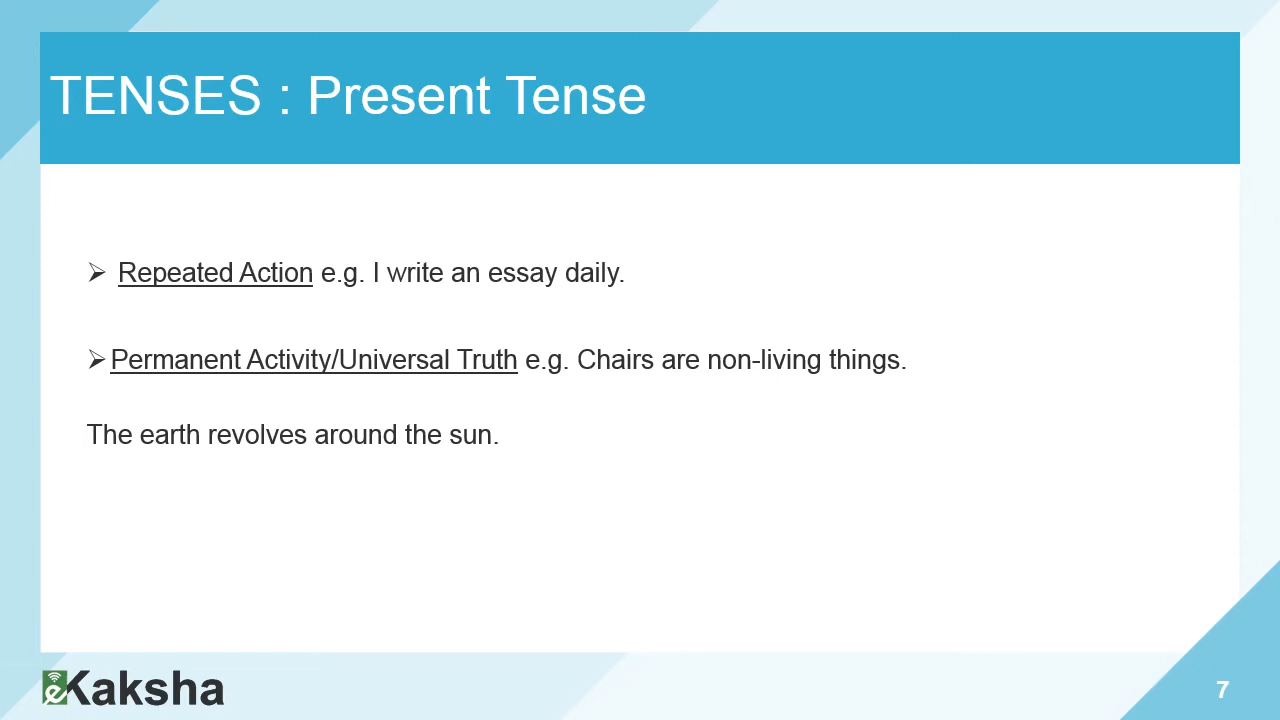 TENSES : Present Tense
➢ Repeated Action e.g. I write an essay daily.
➢Permanent Activity/Universal Truth e.g. Chairs are non-living things.
The earth revolves around the sun.
eKaksha
7